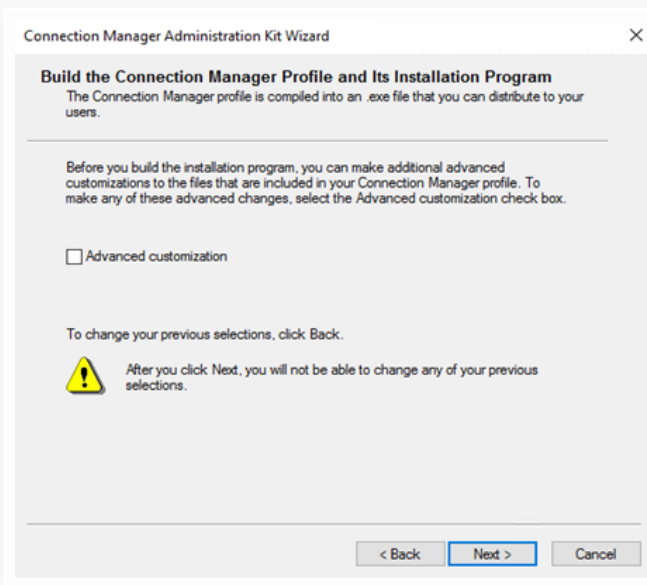 Connection Manager Administration Kit Wizard
Build the Connection Manager Profile and Its Installation Program
The Connection Manager profile is compiled into an .exe file that you can distribute to your
users.
Before you build the installation program, you can make additional advanced
customizations to the files that are included in your Connection Manager profile. To
make any of these advanced changes, select the Advanced customization check box.
Advanced customization
To change your previous selections, click Back.
After you click Next, you will not be able to change any of your previous
selections.
< Back Next > Cancel